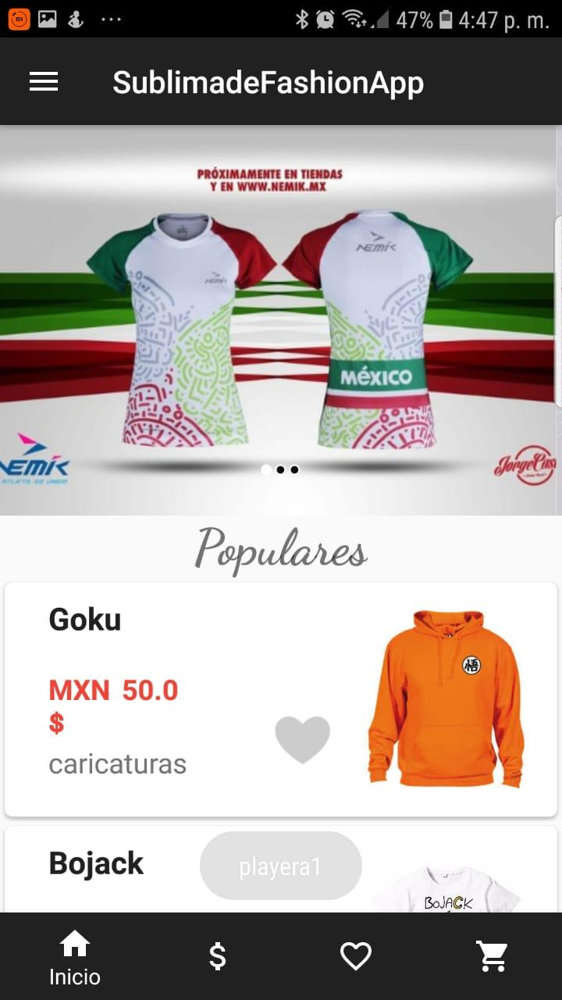 47% 4:47 p. m.
SublimadeFashionApp
PRÓXIMAMENTE EN TIENDAS
Y EN WWW.NEMIK.MX
NEMIK
NEMIK
MÉXICO
NEMIK
ATLETA SE UNICO
JorgeCas
Populares
Goku
MXN 50.0
$
caricaturas
悟
Bojack
playera1
BOJACK
$
Inicio